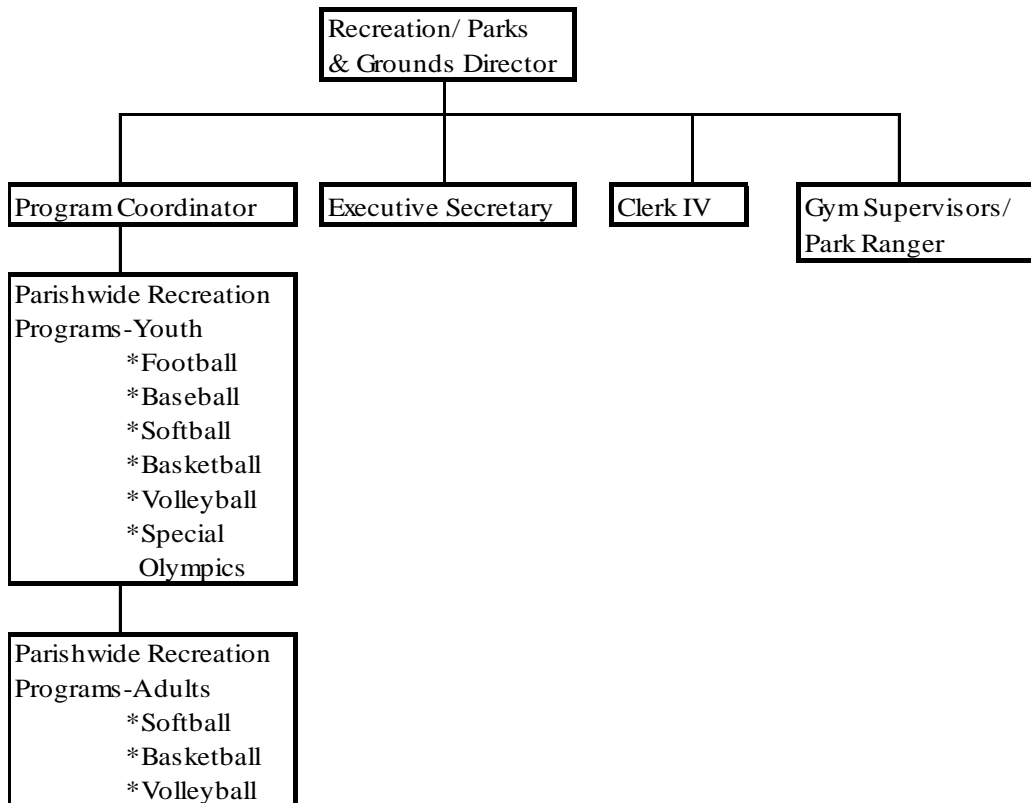 Recreation/ Parks
& Grounds Director
Program Coordinator
Executive Secretary
Clerk IV
Gym Supervisors/
Park Ranger
Parishwide Recreation
Programs-Youth
*Football
*Baseball
*Softball
*Basketball
*Volleyball
*Special
Olympics
Parishwide Recreation
Programs-Adults
*Softball
*Basketball
*Volleyball